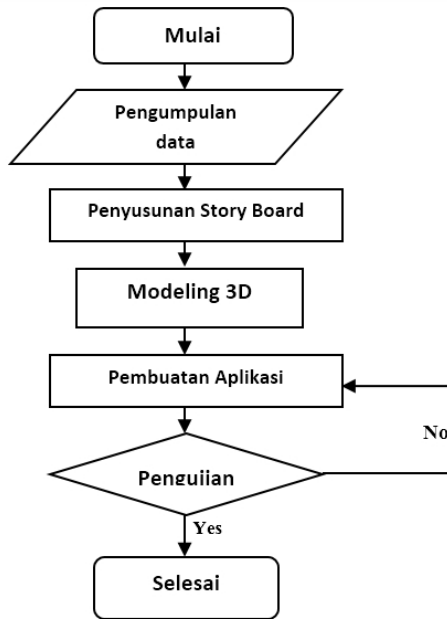 Mulai
Pengumpulan
data
Penyusunan Story Board
Modeling 3D
Pembuatan Aplikasi
No
Pengujian
Yes
Selesai